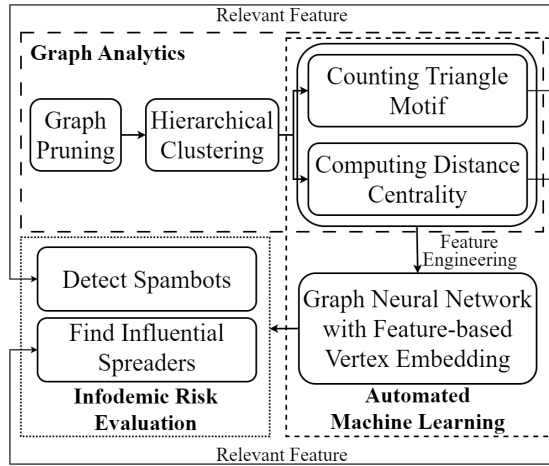 Relevant Feature
Graph Analytics
Graph
Pruning
Hierarchical
Clustering
Counting Triangle
Motif
Computing Distance
Centrality
Feature
Engineering
Detect Spambots
Find Influential
Spreaders
Infodemic Risk
Evaluation
Graph Neural Network
with Feature-based
Vertex Embedding
Automated
Machine Learning
Relevant Feature